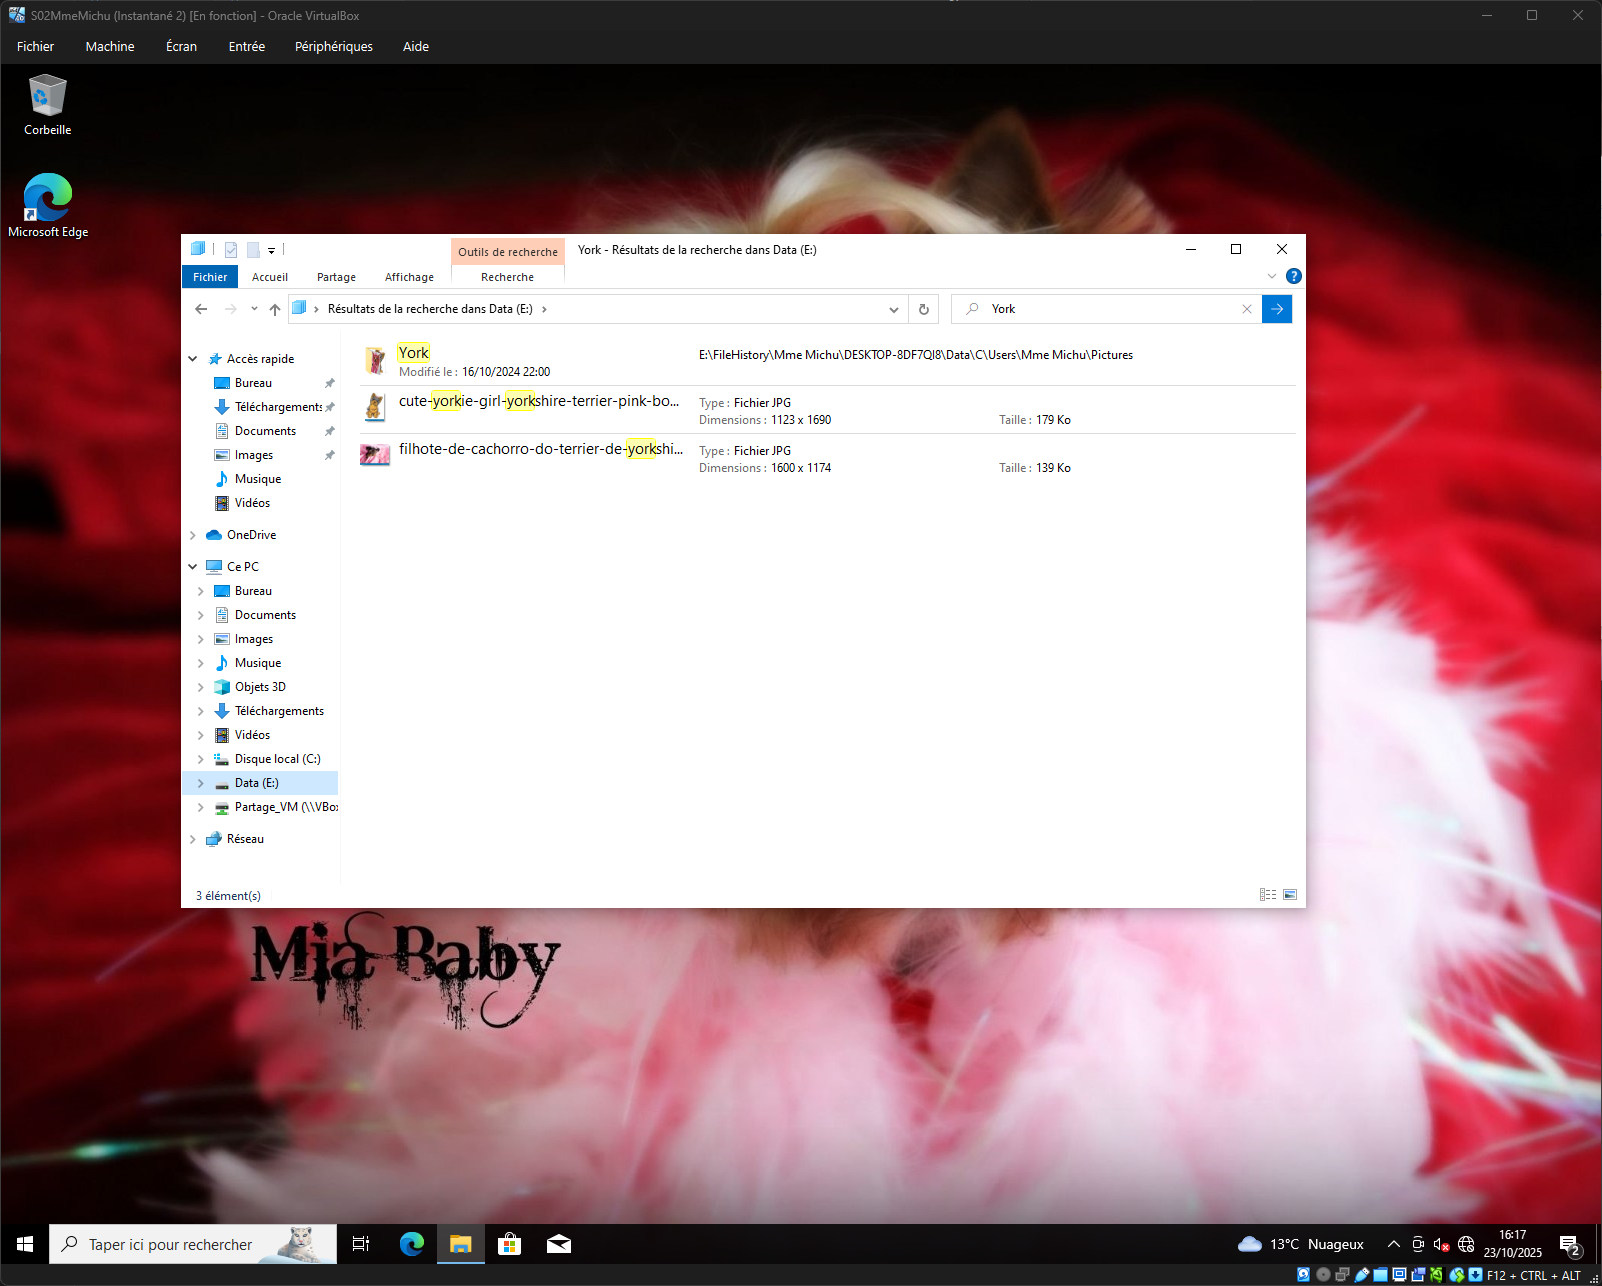 S02MmeMichu (Instantané 2) [En fonction] - Oracle VirtualBox
Fichier Machine Écran Entrée Périphériques Aide
Corbeille
Microsoft Edge
Outils de recherche York - Résultats de la recherche dans Data (E:)
Fichier Accueil Partage Affichage Recherche
Résultats de la recherche dans Data (E:) York
Accès rapide
Bureau
Téléchargements
Documents
Images
Musique
Vidéos
OneDrive
Ce PC
Bureau
Documents
Images
Musique
Objets 3D
Téléchargements
Vidéos
Disque local (C:)
Data (E:)
Partage_VM (\\VBox
Réseau
York E:\FileHistory\Mme Michu\DESKTOP-8DF7QI8\Data\C\Users\Mme Michu\Pictures
Modifié le : 16/10/2024 22:00
cute-yorkie-girl-yorkshire-terrier-pink-bo... Type : Fichier JPG
Dimensions : 1123 x 1690 Taille : 179 Ko
filhote-de-cachorro-do-terrier-de-yorkshi... Type : Fichier JPG
Dimensions : 1600 x 1174 Taille : 139 Ko
3 élément(s)
Mia Baby
Taper ici pour rechercher
13°C Nuageux
16:17
23/10/2025
2
F12 + CTRL + ALT